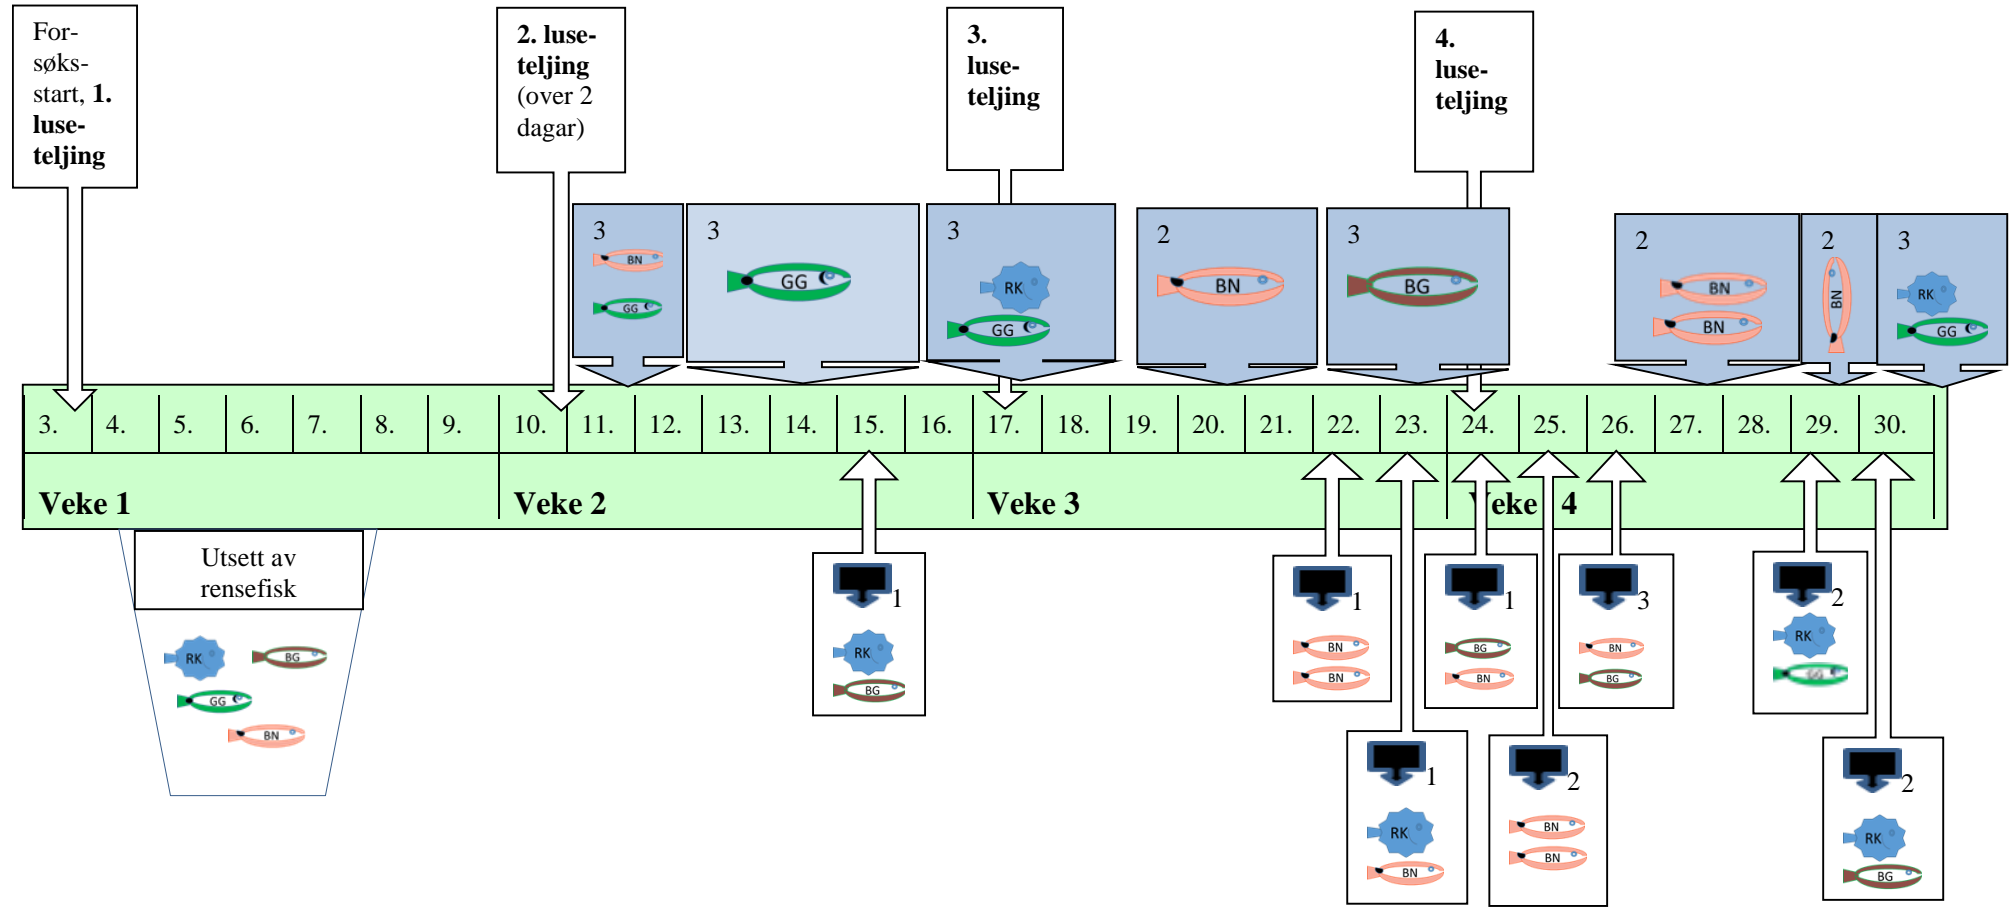 For-
søks-
start, 1.
luse-
teljing
2. luse-
teljing
(over 2
dagar)
3.
luse-
teljing
4.
luse-
teljing
3
BN
GG
3
GG
3
RK
GG
2
BN
3
BG
2
BN
BN
2
BN
3
RK
GG
3. 4. 5. 6. 7. 8. 9. 10. 11. 12. 13. 14. 15. 16. 17. 18. 19. 20. 21. 22. 23. 24. 25. 26. 27. 28. 29. 30.
Veke 1 Veke 2 Veke 3 Veke 4
Utsett av
rensefisk
RK
BG
GG
BN
1
RK
BG
1
BN
BN
1
RK
BN
1
BG
BN
2
BN
BN
3
BN
BG
2
RK
GG
2
RK
BG